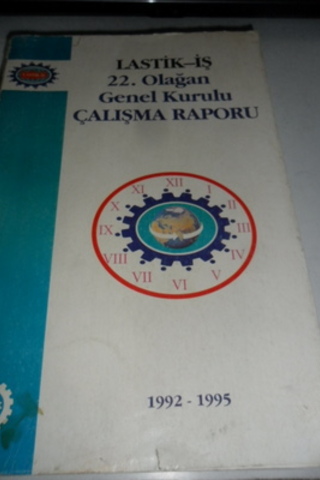 LASTİK-İŞ
22. Olağan
Genel Kurulu
ÇALIŞMA RAPORU
XII
I
II
III
IV
V
VI
VII
VIII
IX
X
XI
1992 - 1995